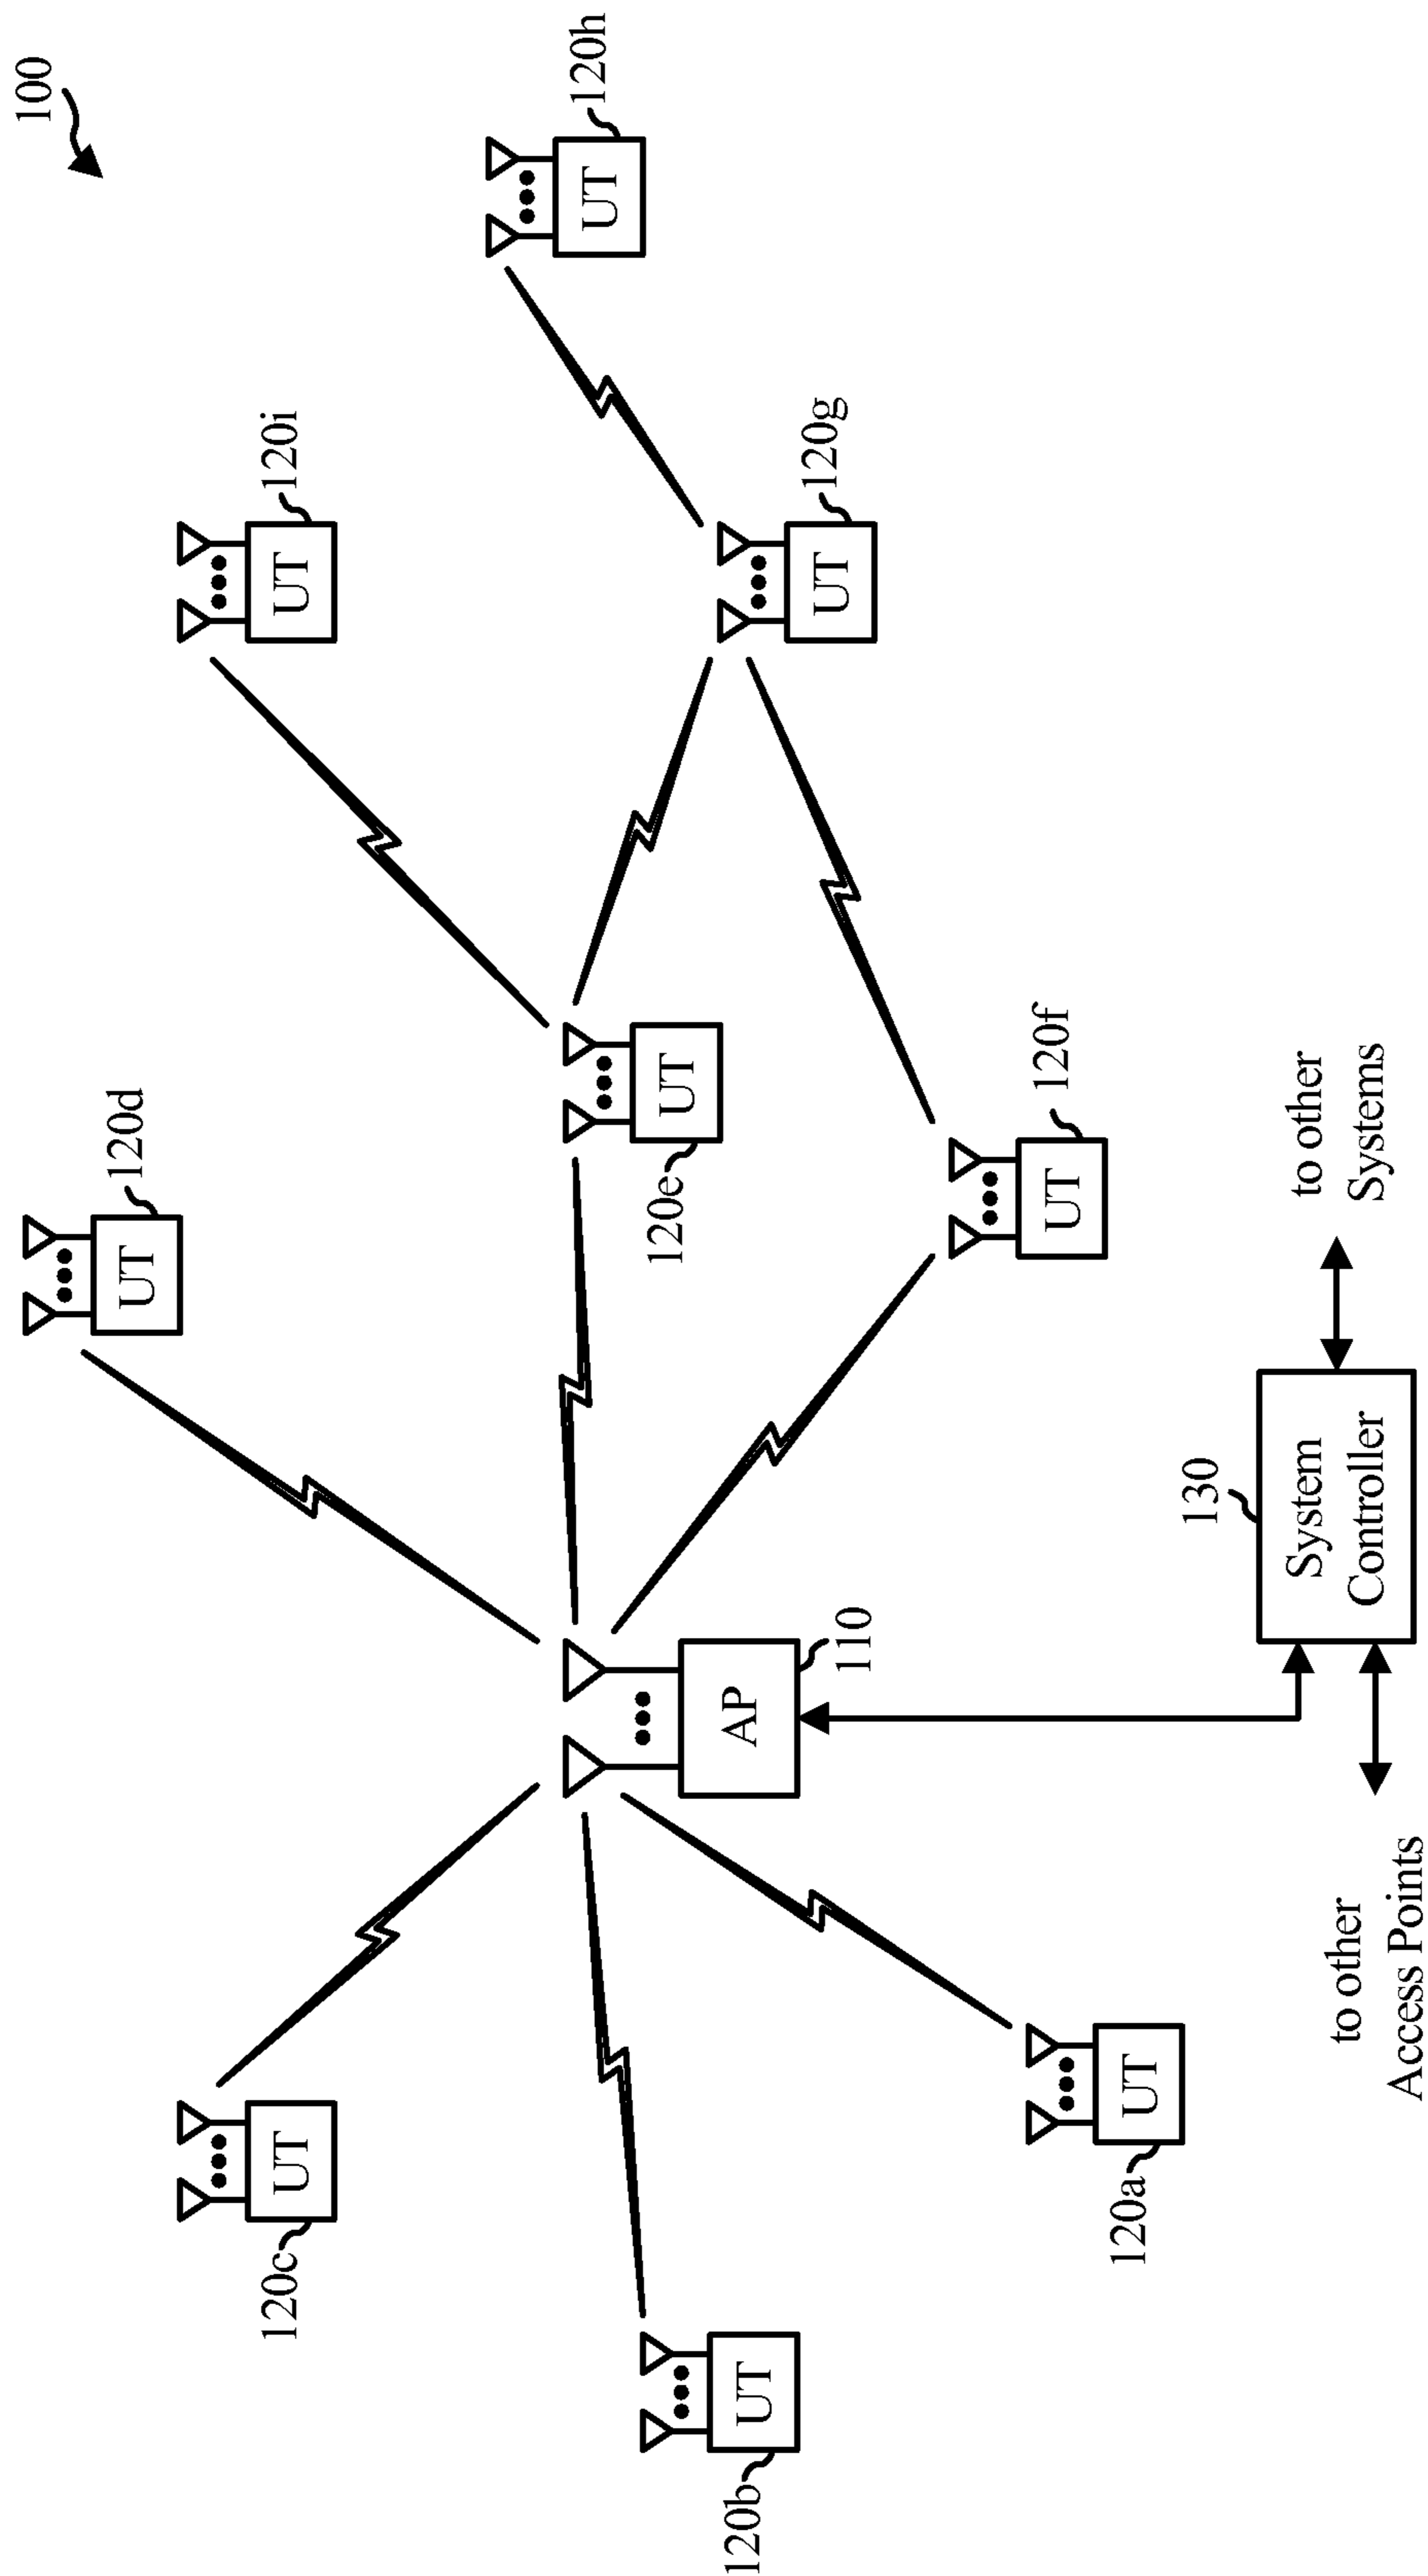 100
120d
UT
120i
UT
120c
UT
120h
UT
UT
120e
120b
UT
AP
110
120g
UT
120f
UT
120a
UT
130
System
Controller
to other
Systems
to other
Access Points